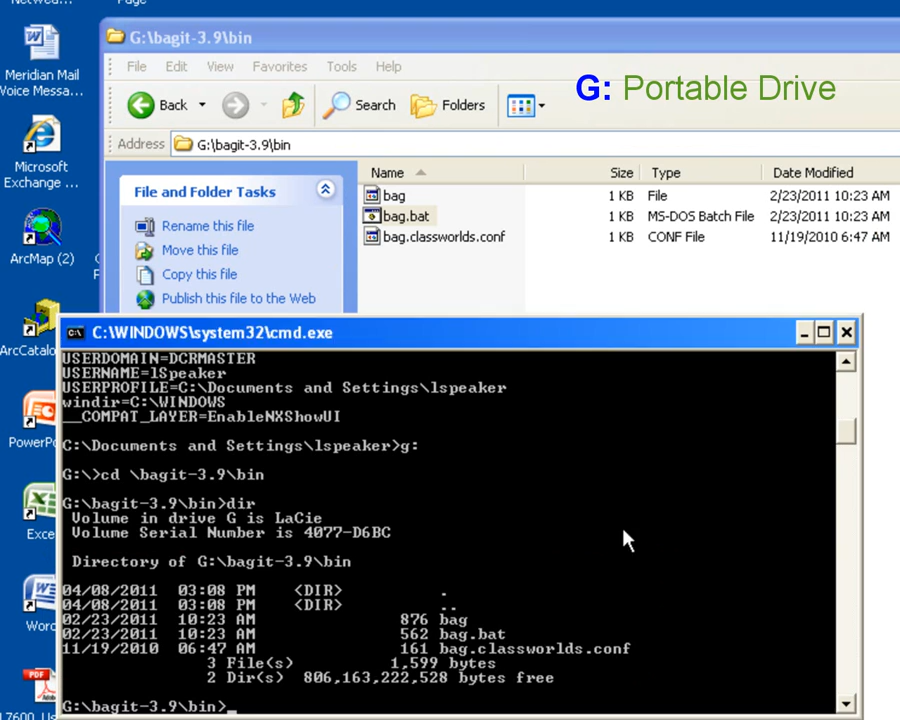 Page
G:\bagit-3.9\bin
File Edit View Favorites Tools Help
G: Portable Drive
Back Search Folders
Address G:\bagit-3.9\bin
Name Size Type Date Modified
bag 1 KB File 2/23/2011 10:23 AM
bag.bat 1 KB MS-DOS Batch File 2/23/2011 10:23 AM
bag.classworlds.conf 1 KB CONF File 11/19/2010 6:47 AM
File and Folder Tasks
Rename this file
Move this file
Copy this file
Publish this file to the Web
Meridian Mail
Voice Messa...
Microsoft
Exchange ...
ArcMap (2)
ArcCatalo
PowerPo
Exce
Word
PDF
C:\WINDOWS\system32\cmd.exe
USERDOMAIN=DCRMASTER
USERNAME=lSpeaker
USERPROFILE=C:\Documents and Settings\lspeaker
windir=C:\WINDOWS
__COMPAT_LAYER=EnableNXShowUI
C:\Documents and Settings\lspeaker>g:
G:\>cd \bagit-3.9\bin
G:\bagit-3.9\bin>dir
Volume in drive G is LaCie
Volume Serial Number is 4077-D6BC
Directory of G:\bagit-3.9\bin
04/08/2011 03:08 PM <DIR> .
04/08/2011 03:08 PM <DIR> ..
02/23/2011 10:23 AM 876 bag
02/23/2011 10:23 AM 562 bag.bat
11/19/2010 06:47 AM 161 bag.classworlds.conf
3 File(s) 1,599 bytes
2 Dir(s) 806,163,222,528 bytes free
G:\bagit-3.9\bin>_